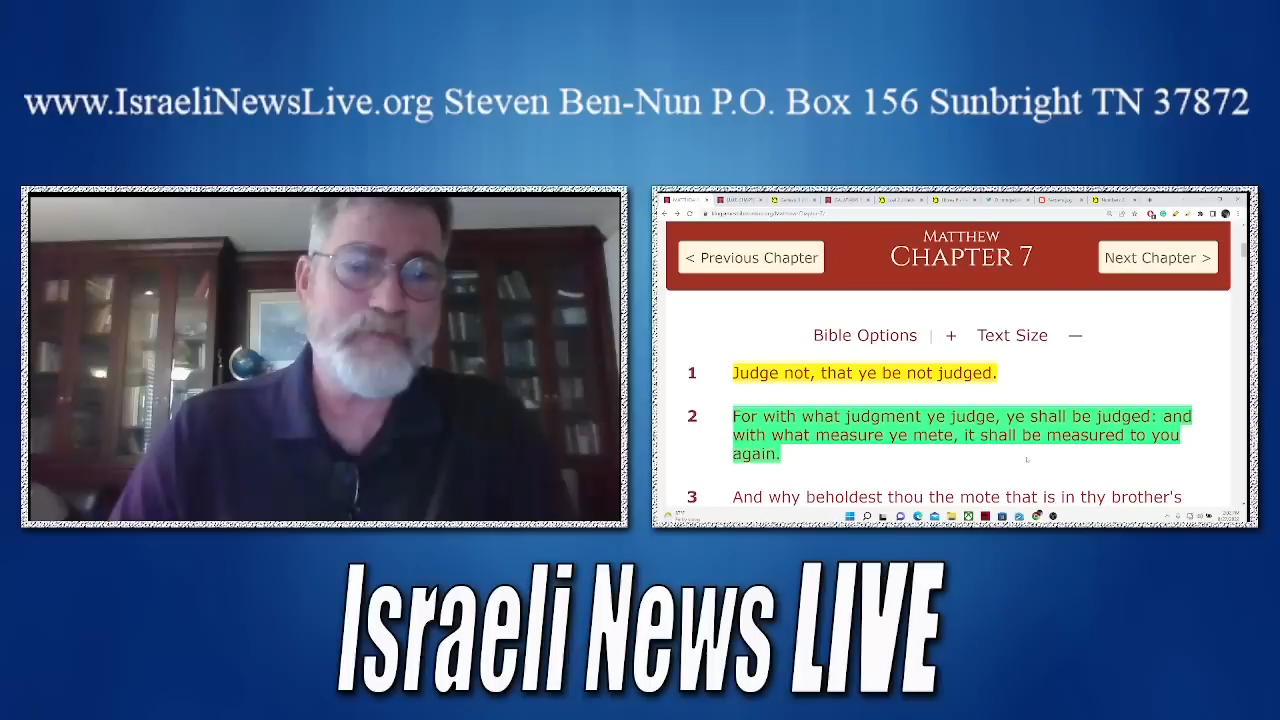 www.IsraeliNewsLive.org Steven Ben-Nun P.O. Box 156 Sunbright TN 37872
< Previous Chapter
MATTHEW
CHAPTER 7
Next Chapter >
Bible Options | + Text Size —
1 Judge not, that ye be not judged.
2 For with what judgment ye judge, ye shall be judged: and
with what measure ye mete, it shall be measured to you
again.
3 And why beholdest thou the mote that is in thy brother's
Israeli News LIVE